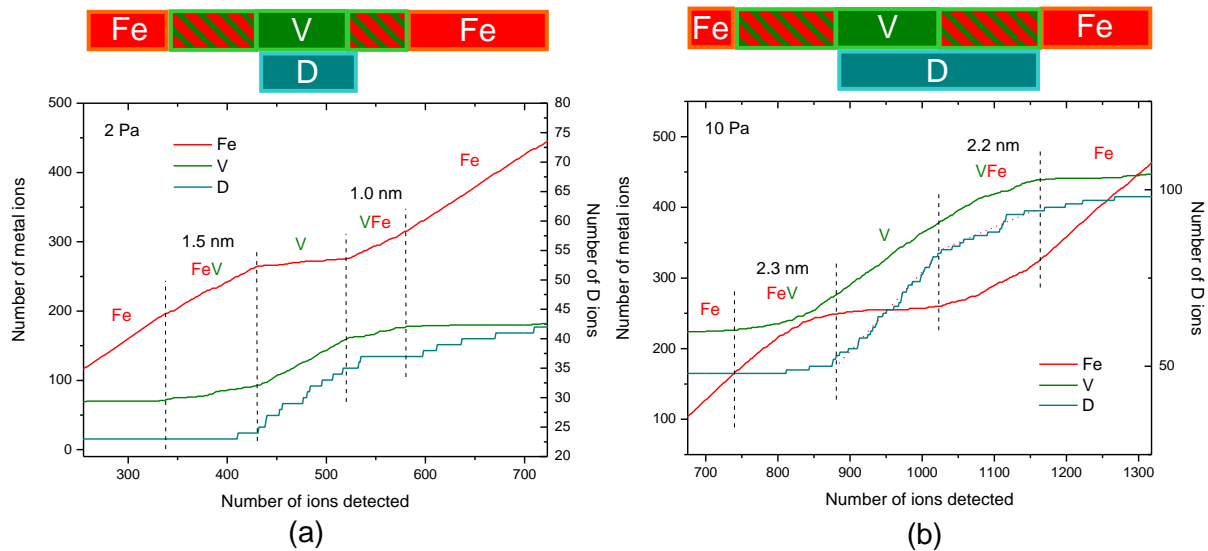 Fe
V
Fe
D
2 Pa
Fe
V
D
Fe
1.5 nm
FeV
V
1.0 nm
VFe
Fe
500
400
300
200
100
0
Number of metal ions
80
75
70
65
60
55
50
45
40
35
30
25
20
Number of D ions
300
400
500
600
700
Number of ions detected
(a)
Fe
V
Fe
D
10 Pa
Fe
2.3 nm
FeV
V
2.2 nm
VFe
Fe
Fe
V
D
500
400
300
200
100
Number of metal ions
100
50
Number of D ions
700
800
900
1000
1100
1200
1300
Number of ions detected
(b)